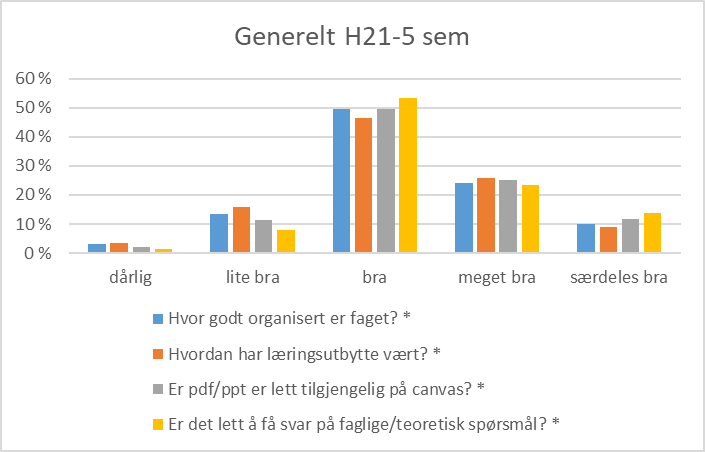 Generelt H21-5 sem
60 %
50 %
40 %
30 %
20 %
10 %
0 %
dårlig lite bra bra meget bra særdeles bra
Hvor godt organisert er faget? *
Hvordan har læringsutbytte vært? *
Er pdf/ppt er lett tilgjengelig på canvas? *
Er det lett å få svar på faglige/teoretisk spørsmål? *